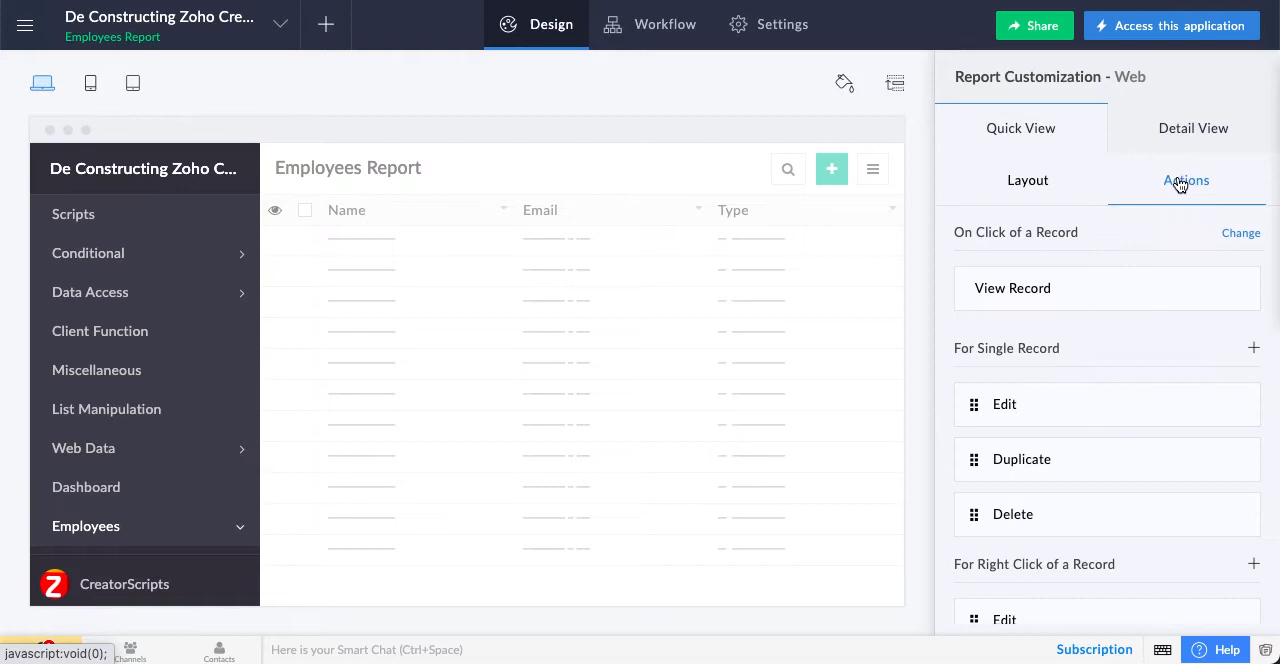 De Constructing Zoho Cre...
Employees Report
Design
Workflow
Settings
Share
Access this application
Report Customization - Web
Quick View
Detail View
Layout
Actions
On Click of a Record
Change
View Record
For Single Record
Edit
Duplicate
Delete
For Right Click of a Record
Edit
De Constructing Zoho C...
Scripts
Conditional
Data Access
Client Function
Miscellaneous
List Manipulation
Web Data
Dashboard
Employees
CreatorScripts
Employees Report
Name
Email
Type
javascript:void(0);
Channels
Contacts
Here is your Smart Chat (Ctrl+Space)
Subscription
Help